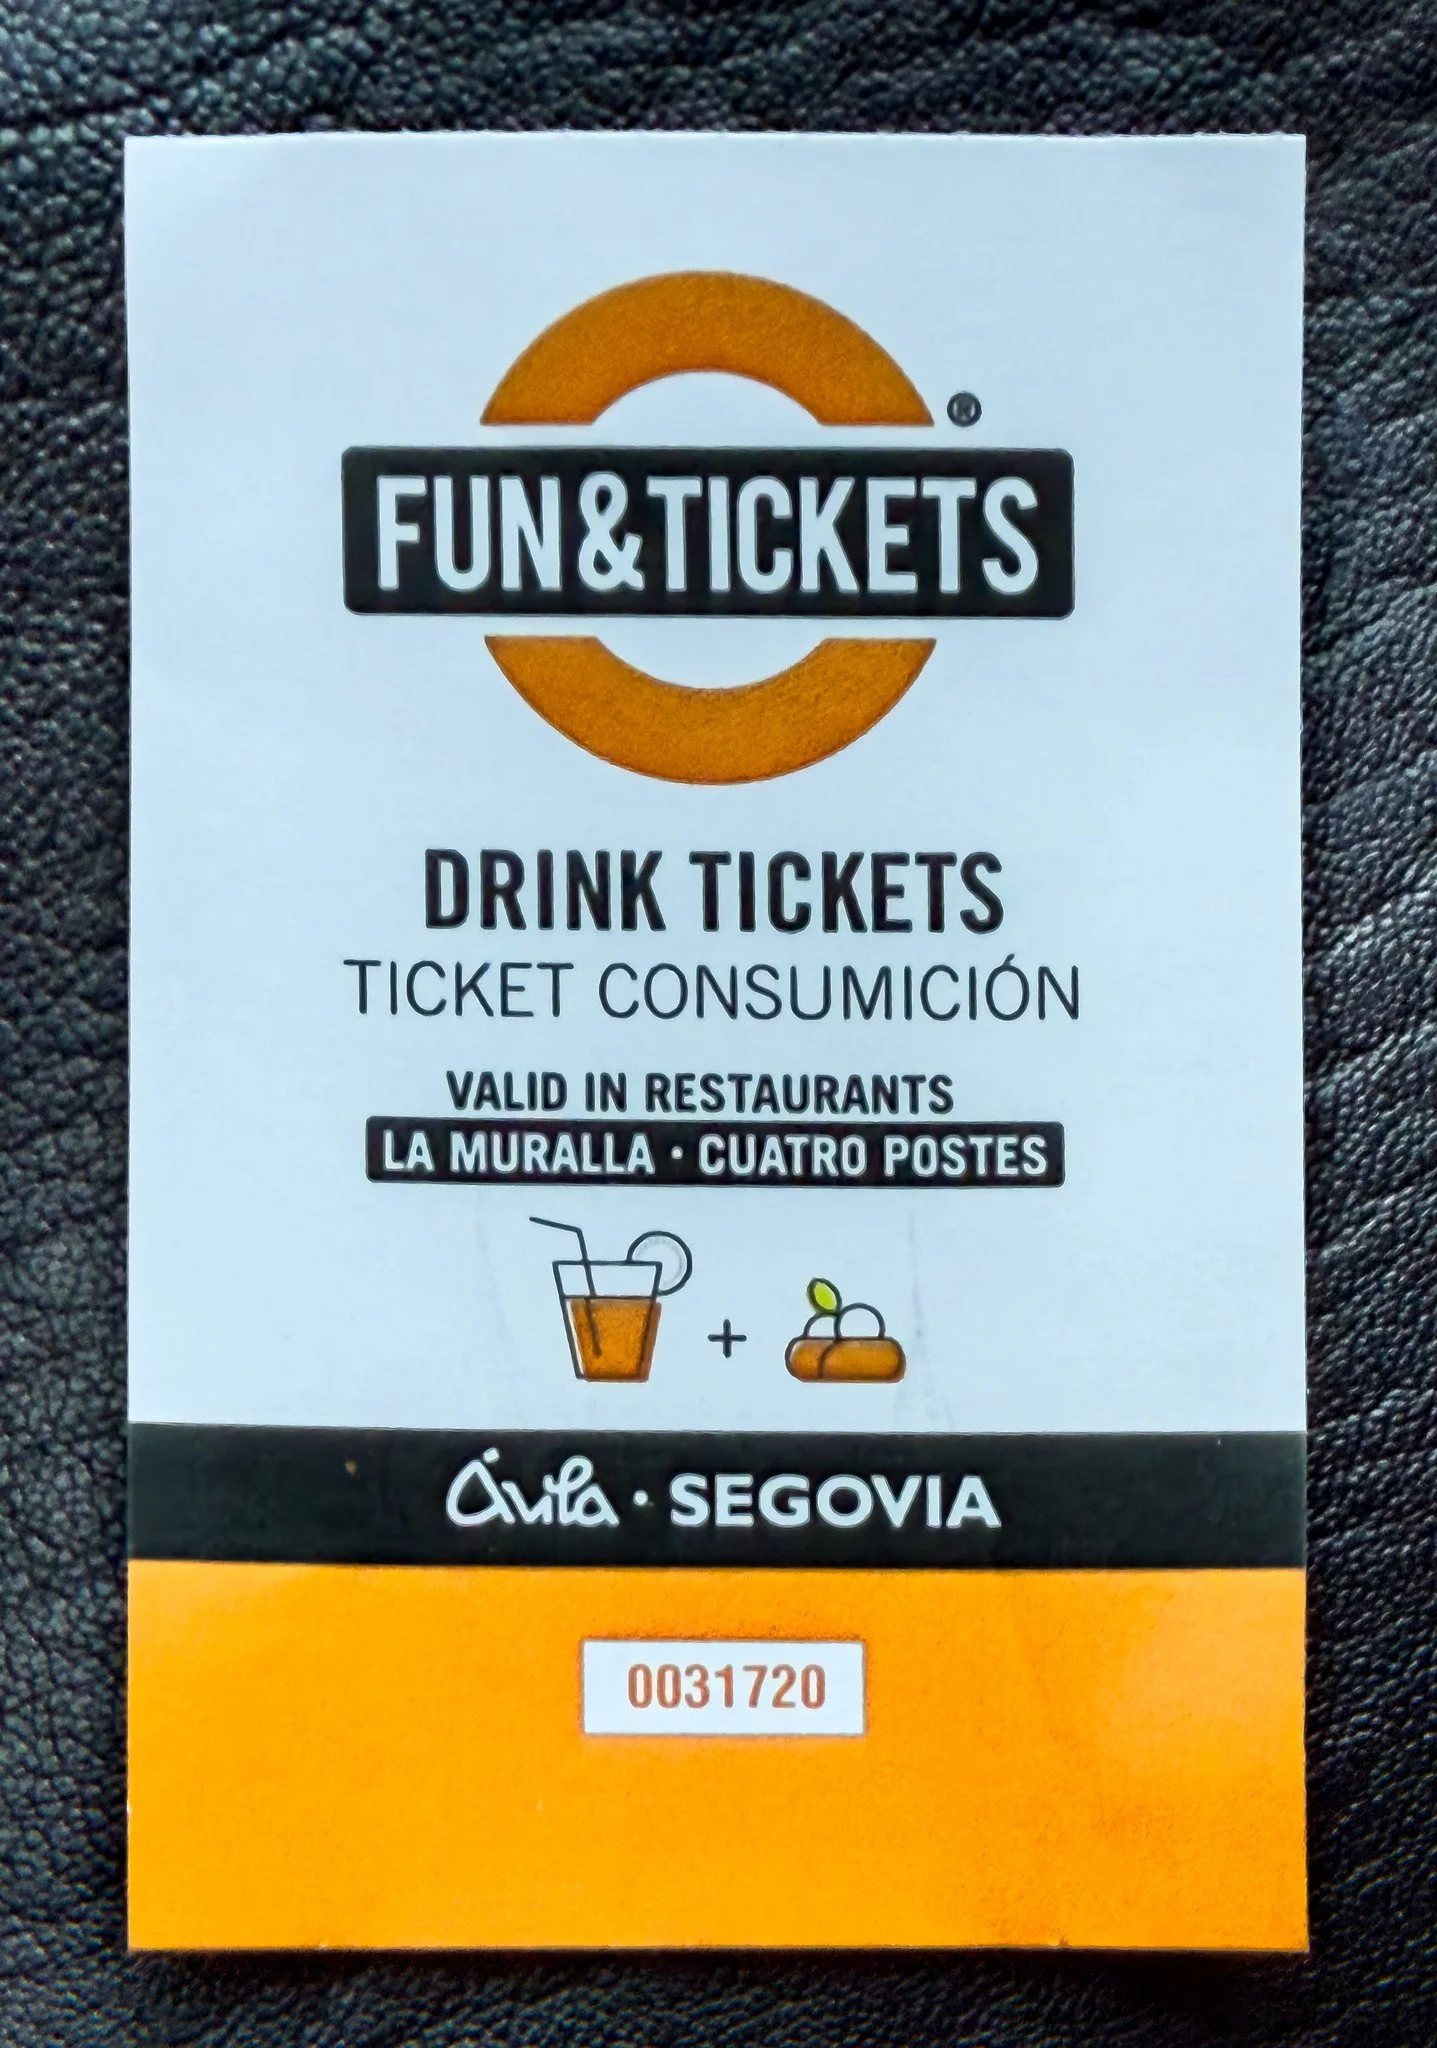 ®
FUN&TICKETS
DRINK TICKETS
TICKET CONSUMICIÓN
VALID IN RESTAURANTS
LA MURALLA · CUATRO POSTES
+
Ávila · SEGOVIA
0031720